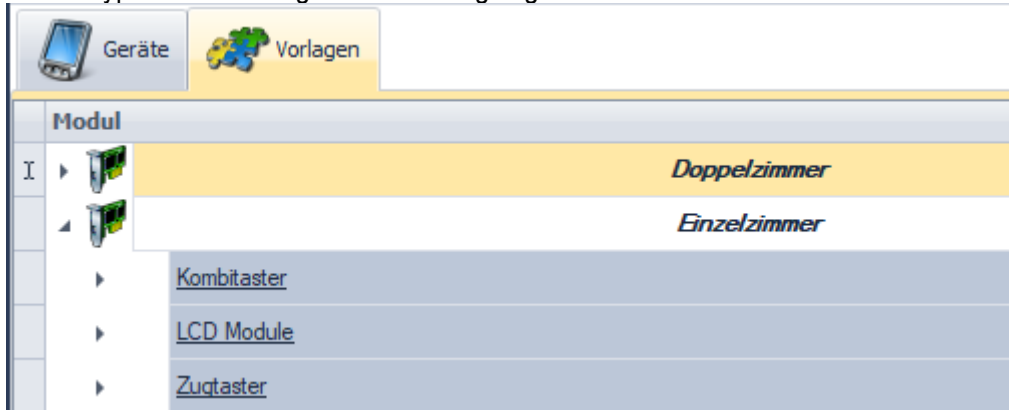 Geräte
Vorlagen
Modul
Doppelzimmer
Einzelzimmer
Kombitaster
LCD Module
Zugtaster